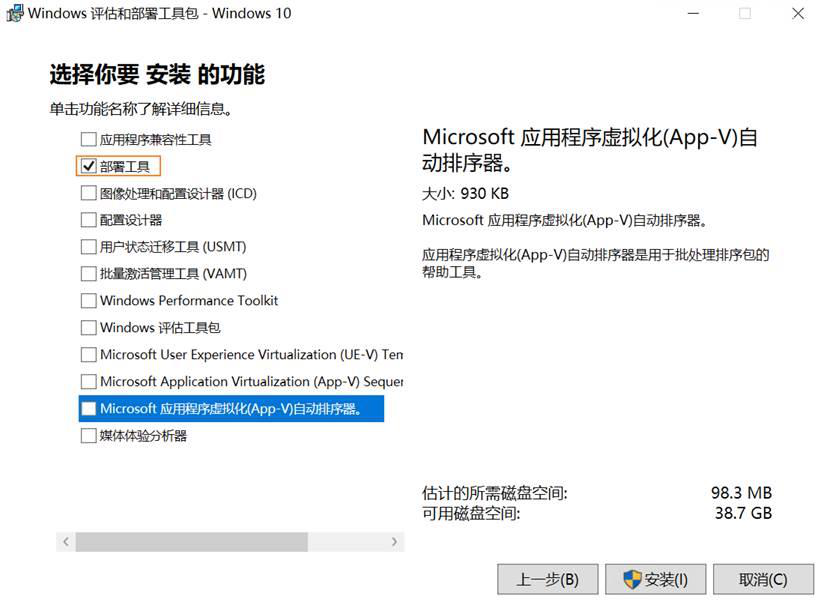 Windows 评估和部署工具包 - Windows 10
选择你要 安装 的功能
单击功能名称了解详细信息。
应用程序兼容性工具
部署工具
图像处理和配置设计器 (ICD)
配置设计器
用户状态迁移工具 (USMT)
批量激活管理工具 (VAMT)
Windows Performance Toolkit
Windows 评估工具包
Microsoft User Experience Virtualization (UE-V) Tem
Microsoft Application Virtualization (App-V) Sequer
Microsoft 应用程序虚拟化(App-V)自动排序器。
媒体体验分析器
Microsoft 应用程序虚拟化(App-V)自
动排序器。
大小: 930 KB
Microsoft 应用程序虚拟化(App-V)自动排序器。
应用程序虚拟化(App-V)自动排序器是用于批处理排序包的
帮助工具。
估计的所需磁盘空间: 98.3 MB
可用磁盘空间: 38.7 GB
上一步(B) 安装(I) 取消(C)